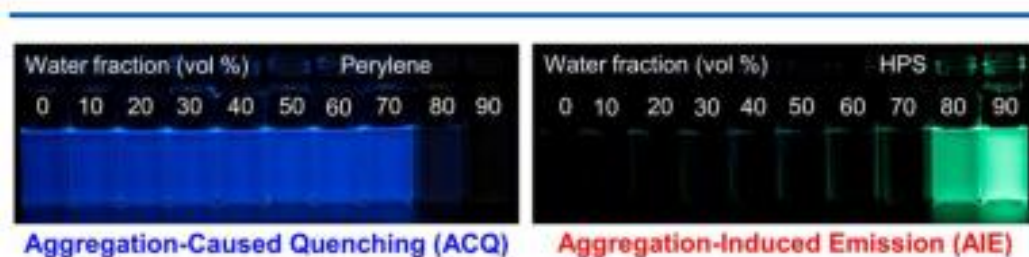 Water fraction (vol %) Perylene
0 10 20 30 40 50 60 70 80 90
Aggregation-Caused Quenching (ACQ)
Water fraction (vol %) HPS
0 10 20 30 40 50 60 70 80 90
Aggregation-Induced Emission (AIE)